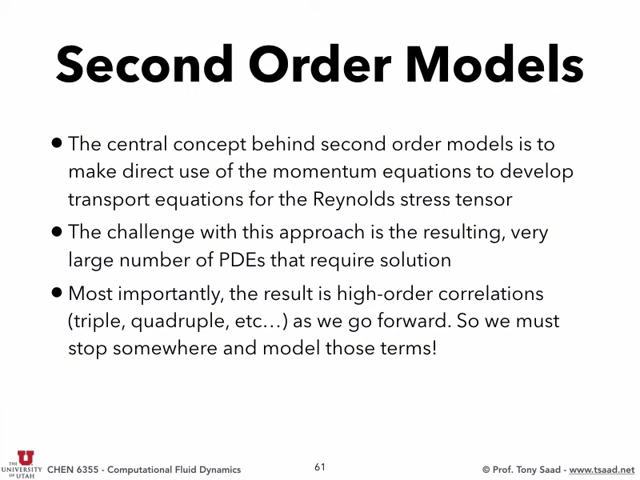 Second Order Models
• The central concept behind second order models is to
make direct use of the momentum equations to develop
transport equations for the Reynolds stress tensor
• The challenge with this approach is the resulting, very
large number of PDEs that require solution
• Most importantly, the result is high-order correlations
(triple, quadruple, etc…) as we go forward. So we must
stop somewhere and model those terms!
THE
UNIVERSITY
OF UTAH
CHEN 6355 - Computational Fluid Dynamics
61
© Prof. Tony Saad - www.tsaad.net